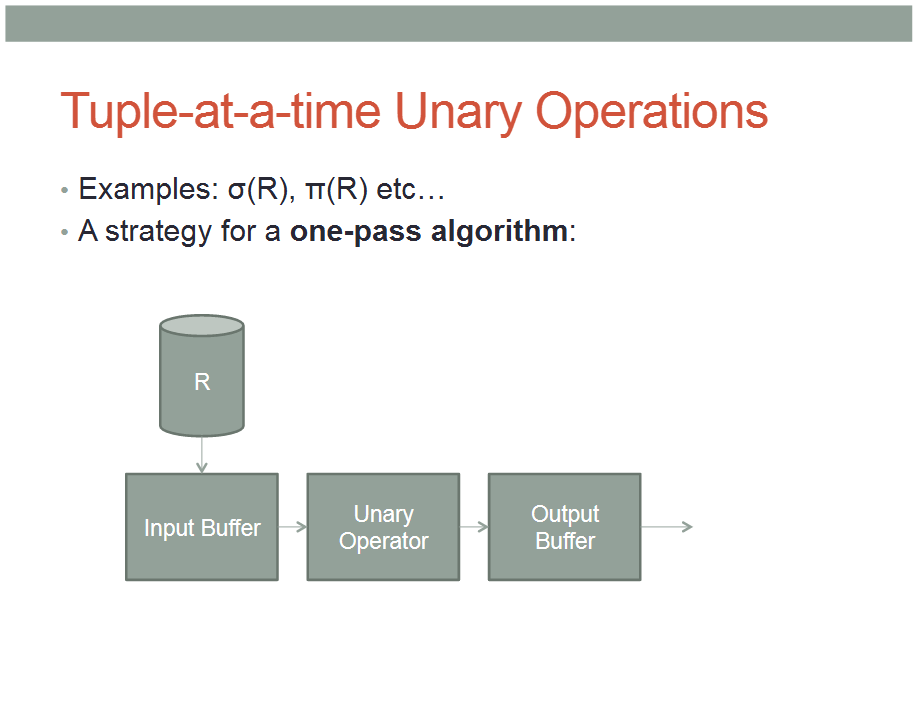 Tuple-at-a-time Unary Operations
• Examples: σ(R), π(R) etc…
• A strategy for a one-pass algorithm:
R
Input Buffer
Unary
Operator
Output
Buffer